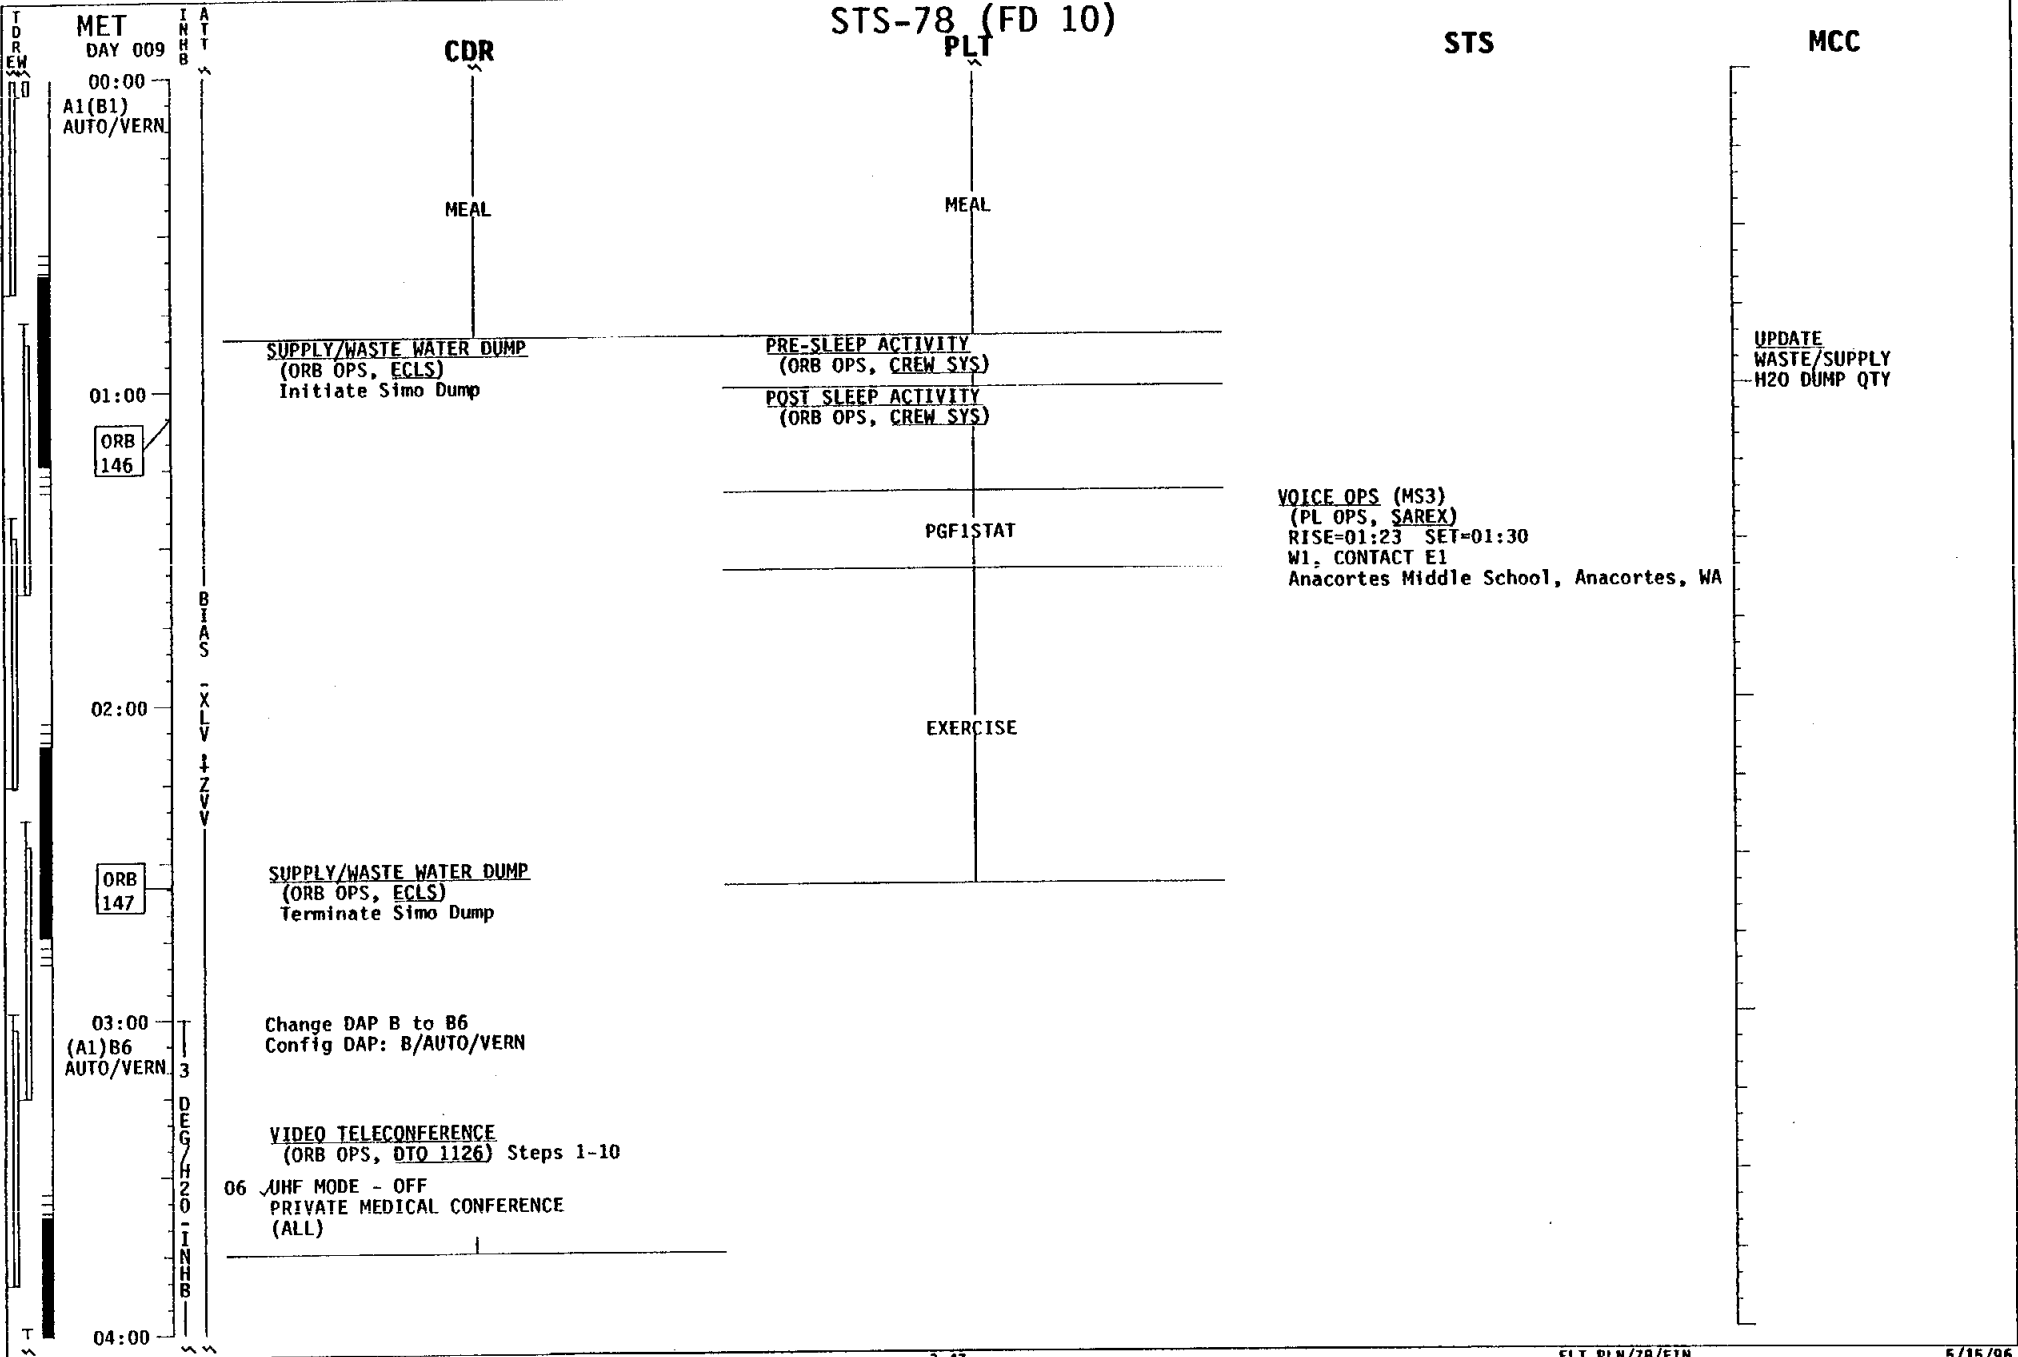 STS-78 (FD 10)
TDRE W
MET
DAY 009
INHB
ATT
CDR
PLT
STS
MCC
00:00
A1(B1)
AUTO/VERN
MEAL
MEAL
SUPPLY/WASTE WATER DUMP
(ORB OPS, ECLS)
Initiate Simo Dump
PRE-SLEEP ACTIVITY
(ORB OPS, CREW SYS)
UPDATE
WASTE/SUPPLY
H2O DUMP QTY
01:00
POST SLEEP ACTIVITY
(ORB OPS, CREW SYS)
ORB
146
PGF1STAT
VOICE OPS (MS3)
(PL OPS, SAREX)
RISE=01:23 SET=01:30
W1, CONTACT E1
Anacortes Middle School, Anacortes, WA
BIAS -XLV +ZVV
02:00
EXERCISE
ORB
147
SUPPLY/WASTE WATER DUMP
(ORB OPS, ECLS)
Terminate Simo Dump
03:00
(A1)B6
AUTO/VERN
3 DEG/H2O-INHB
Change DAP B to B6
Config DAP: B/AUTO/VERN
VIDEO TELECONFERENCE
(ORB OPS, DTO 1126) Steps 1-10
06 ✓UHF MODE - OFF
PRIVATE MEDICAL CONFERENCE
(ALL)
04:00
FLT PLN/78/FIN
5/15/96